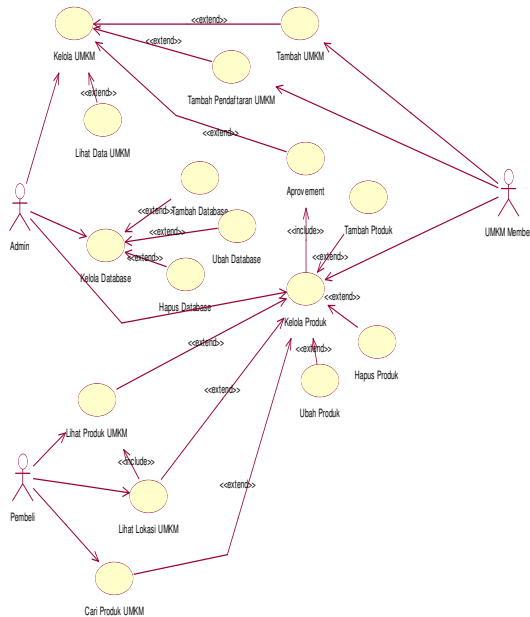 <<extend>>
Kelola UMKM
<<extend>>
Tambah UMKM
<<extend>>
Tambah Pendaftaran UMKM
<<extend>>
Lihat Data UMKM
<<extend>>
Aprovement
UMKM Membe
Admin
<<extend>>
Tambah Database
<<extend>>
Ubah Database
<<extend>>
Kelola Database
Hapus Database
<<include>>
Tambah Ptoduk
<<extend>>
<<extend>>
Kelola Produk
<<extend>>
<<extend>>
Hapus Produk
Ubah Produk
Lihat Produk UMKM
<<extend>>
<<include>>
Pembeli
Lihat Lokasi UMKM
<<extend>>
Cari Produk UMKM